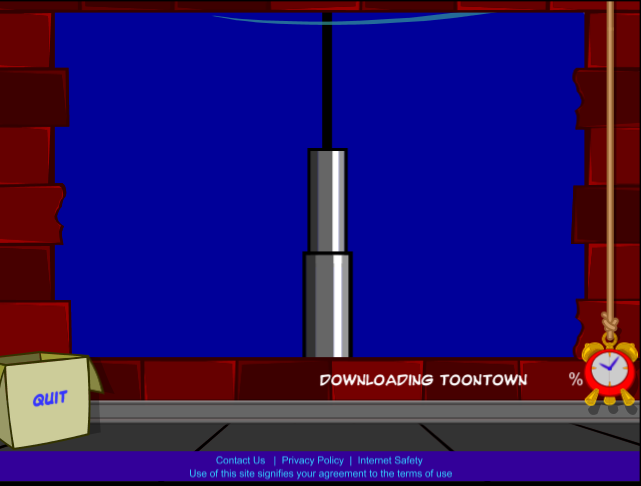 DOWNLOADING TOONTOWN %
QUIT
Contact Us | Privacy Policy | Internet Safety
Use of this site signifies your agreement to the terms of use